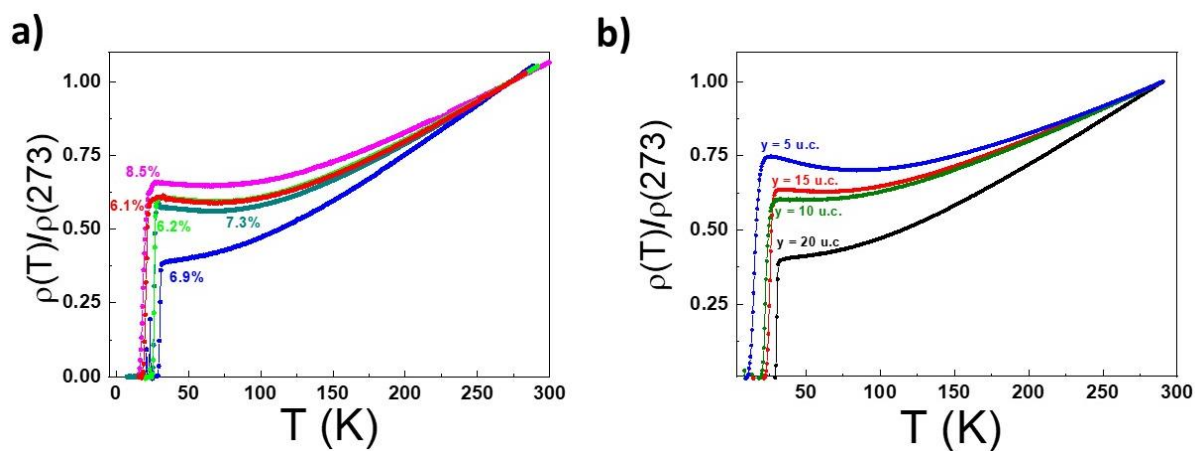 a)
ρ(T)/ρ(273)
1.00
0.75
0.50
0.25
0.00
8.5%
6.1%
6.2%
7.3%
6.9%
0 50 100 150 200 250 300
T (K)
b)
ρ(T)/ρ(273)
1.00
0.75
0.50
0.25
y = 5 u.c.
y = 15 u.c.
y = 10 u.c.
y = 20 u.c
50 100 150 200 250 300
T (K)